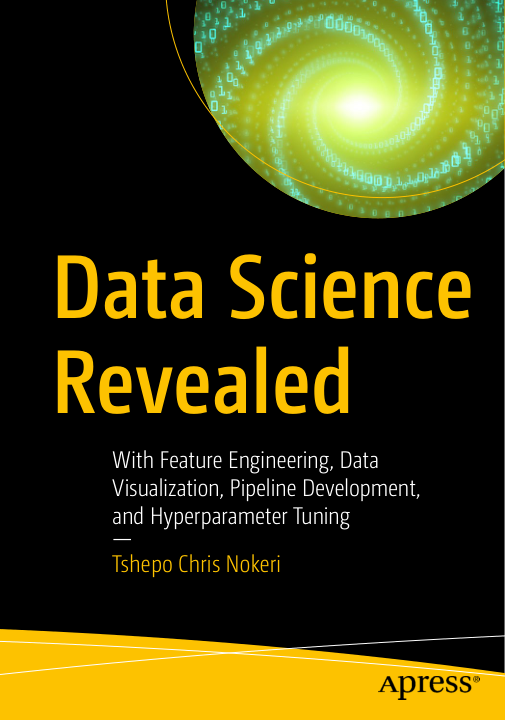 Data Science
Revealed
With Feature Engineering, Data
Visualization, Pipeline Development,
and Hyperparameter Tuning
—
Tshepo Chris Nokeri
Apress®